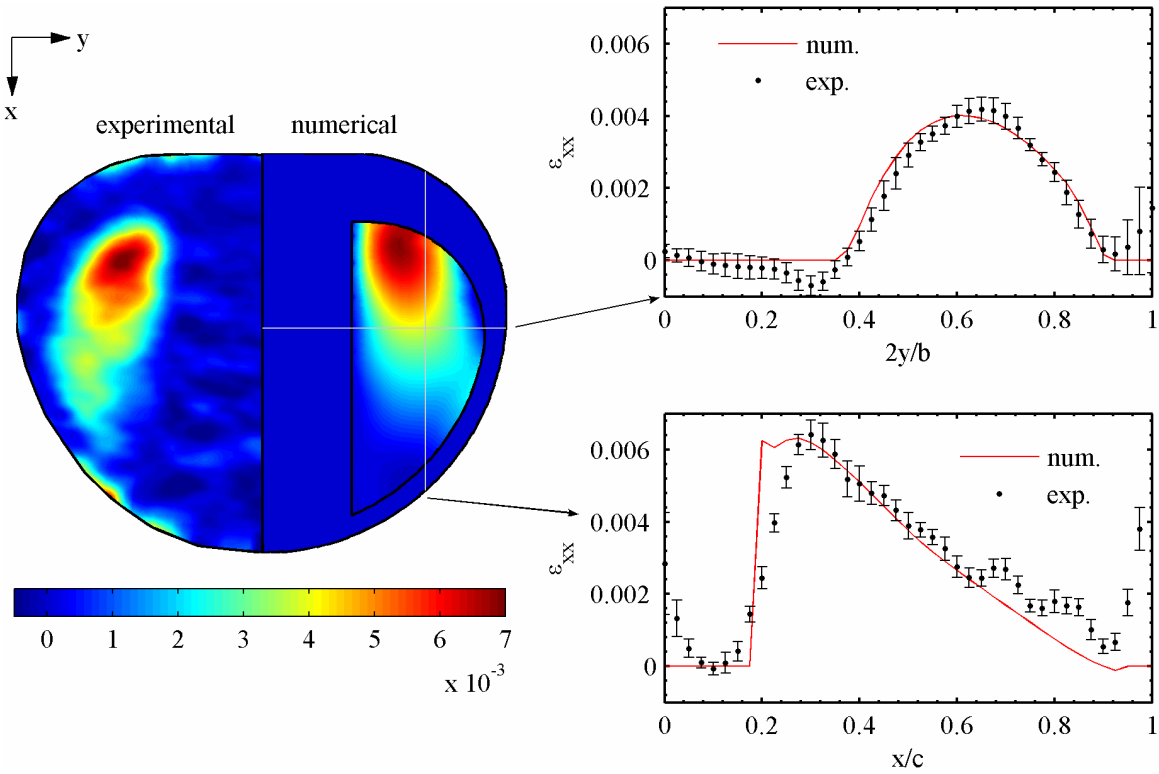 y
x
experimental numerical
0 1 2 3 4 5 6 7
x 10⁻³
0.006
0.004
0.002
0
εxx
num.
exp.
0 0.2 0.4 0.6 0.8 1
2y/b
0.006
0.004
0.002
0
εxx
num.
exp.
0 0.2 0.4 0.6 0.8 1
x/c